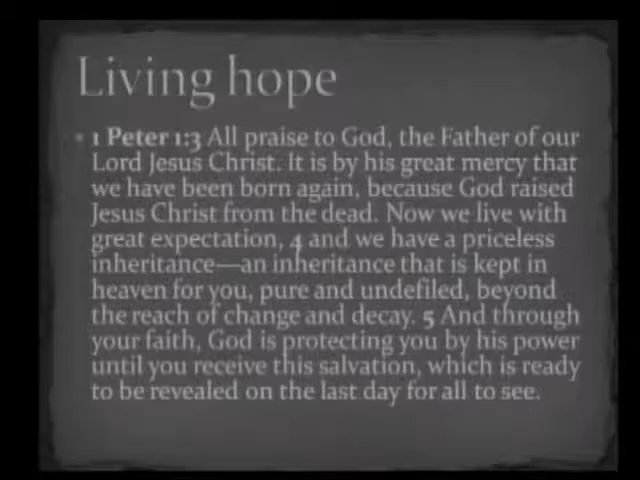 Living hope
• 1 Peter 1:3 All praise to God, the Father of our
Lord Jesus Christ. It is by his great mercy that
we have been born again, because God raised
Jesus Christ from the dead. Now we live with
great expectation, 4 and we have a priceless
inheritance—an inheritance that is kept in
heaven for you, pure and undefiled, beyond
the reach of change and decay. 5 And through
your faith, God is protecting you by his power
until you receive this salvation, which is ready
to be revealed on the last day for all to see.